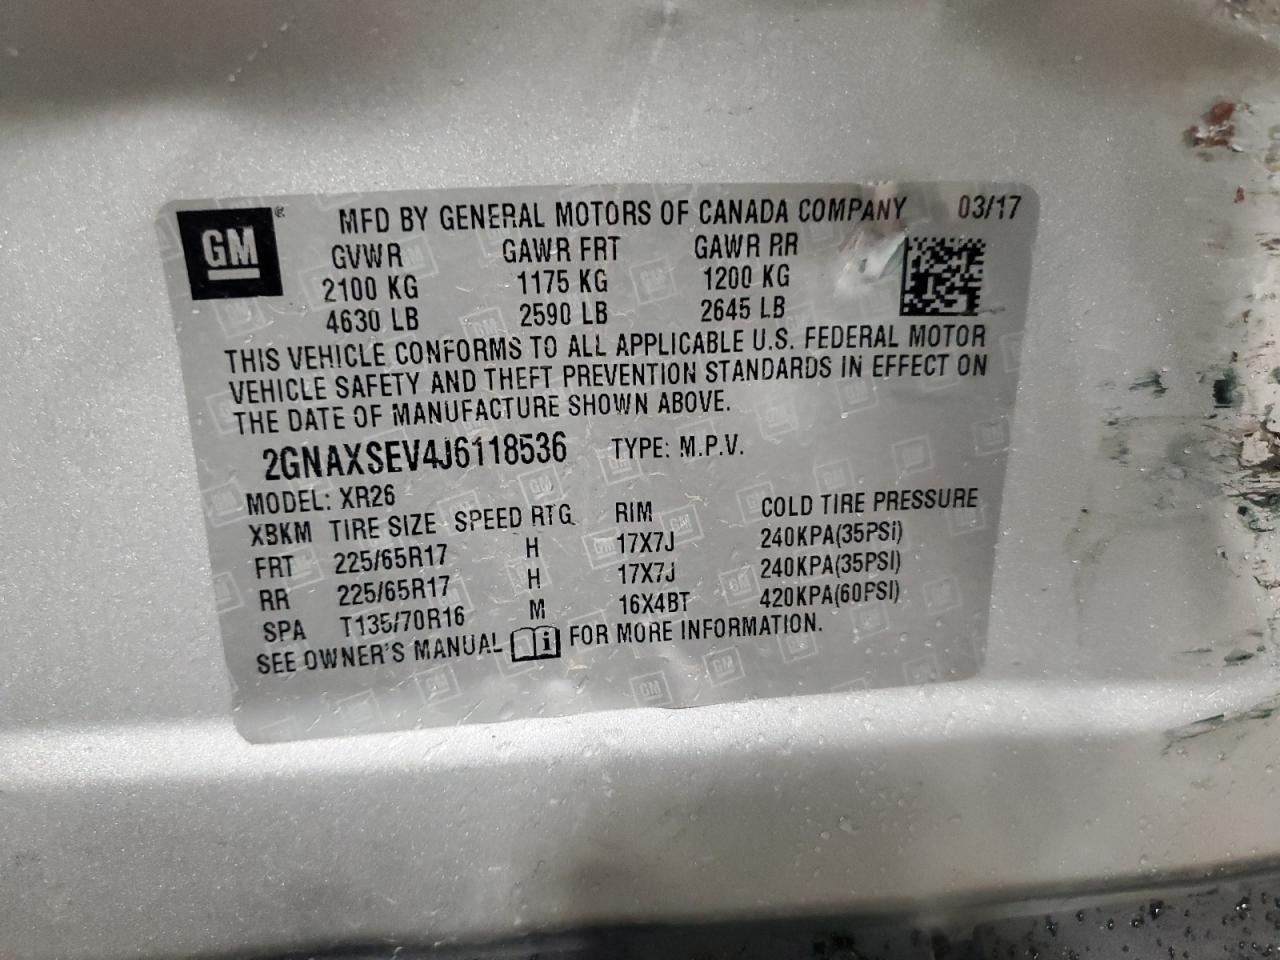 GM ® MFD BY GENERAL MOTORS OF CANADA COMPANY 03/17
GVWR GAWR FRT GAWR RR
2100 KG 1175 KG 1200 KG
4630 LB 2590 LB 2645 LB
THIS VEHICLE CONFORMS TO ALL APPLICABLE U.S. FEDERAL MOTOR
VEHICLE SAFETY AND THEFT PREVENTION STANDARDS IN EFFECT ON
THE DATE OF MANUFACTURE SHOWN ABOVE.
2GNAXSEV4J6118536 TYPE: M.P.V.
MODEL: XR26
XBKM TIRE SIZE SPEED RTG RIM COLD TIRE PRESSURE
FRT 225/65R17 H 17X7J 240KPA(35PSI)
RR 225/65R17 H 17X7J 240KPA(35PSI)
SPA T135/70R16 M 16X4BT 420KPA(60PSI)
SEE OWNER'S MANUAL FOR MORE INFORMATION.